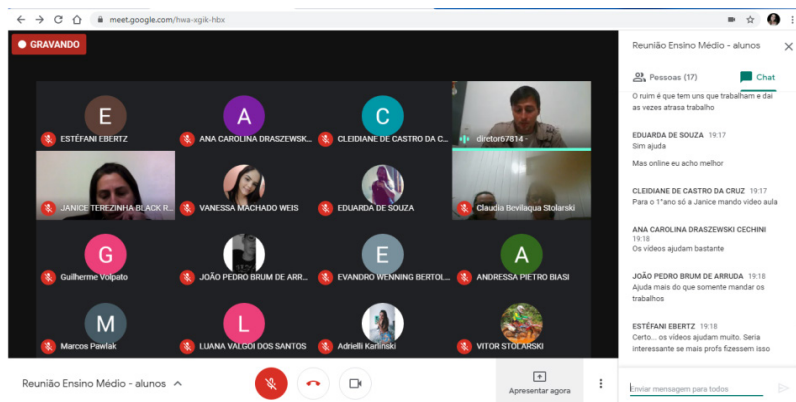 meet.google.com/hwa-xgik-hbx
GRAVANDO
Reunião Ensino Médio - alunos
Pessoas (17)
Chat
E
ESTÉFANI EBERTZ
A
ANA CAROLINA DRASZEWSK...
C
CLEIDIANE DE CASTRO DA C...
diretor67814 -
JANICE TEREZINHA BLACK R...
VANESSA MACHADO WEIS
EDUARDA DE SOUZA
Claudia Bevilaqua Stolarski
G
Guilherme Volpato
JOÃO PEDRO BRUM DE ARR...
E
EVANDRO WENNING BERTOL...
A
ANDRESSA PIETRO BIASI
M
Marcos Pawlak
L
LUANA VALGOI DOS SANTOS
Adrielli Karlinski
VITOR STOLARSKI
O ruim é que tem uns que trabalham e dai
as vezes atrasa trabalho
EDUARDA DE SOUZA 19:17
Sim ajuda
Mas online eu acho melhor
CLEIDIANE DE CASTRO DA CRUZ 19:17
Para o 1°ano só a Janice mando video aula
ANA CAROLINA DRASZEWSKI CECHINI
19:18
Os vídeos ajudam bastante
JOÃO PEDRO BRUM DE ARRUDA 19:18
Ajuda mais do que somente mandar os
trabalhos
ESTÉFANI EBERTZ 19:18
Certo... os vídeos ajudam muito. Seria
interessante se mais profs fizessem isso
Enviar mensagem para todos
Reunião Ensino Médio - alunos
Apresentar agora